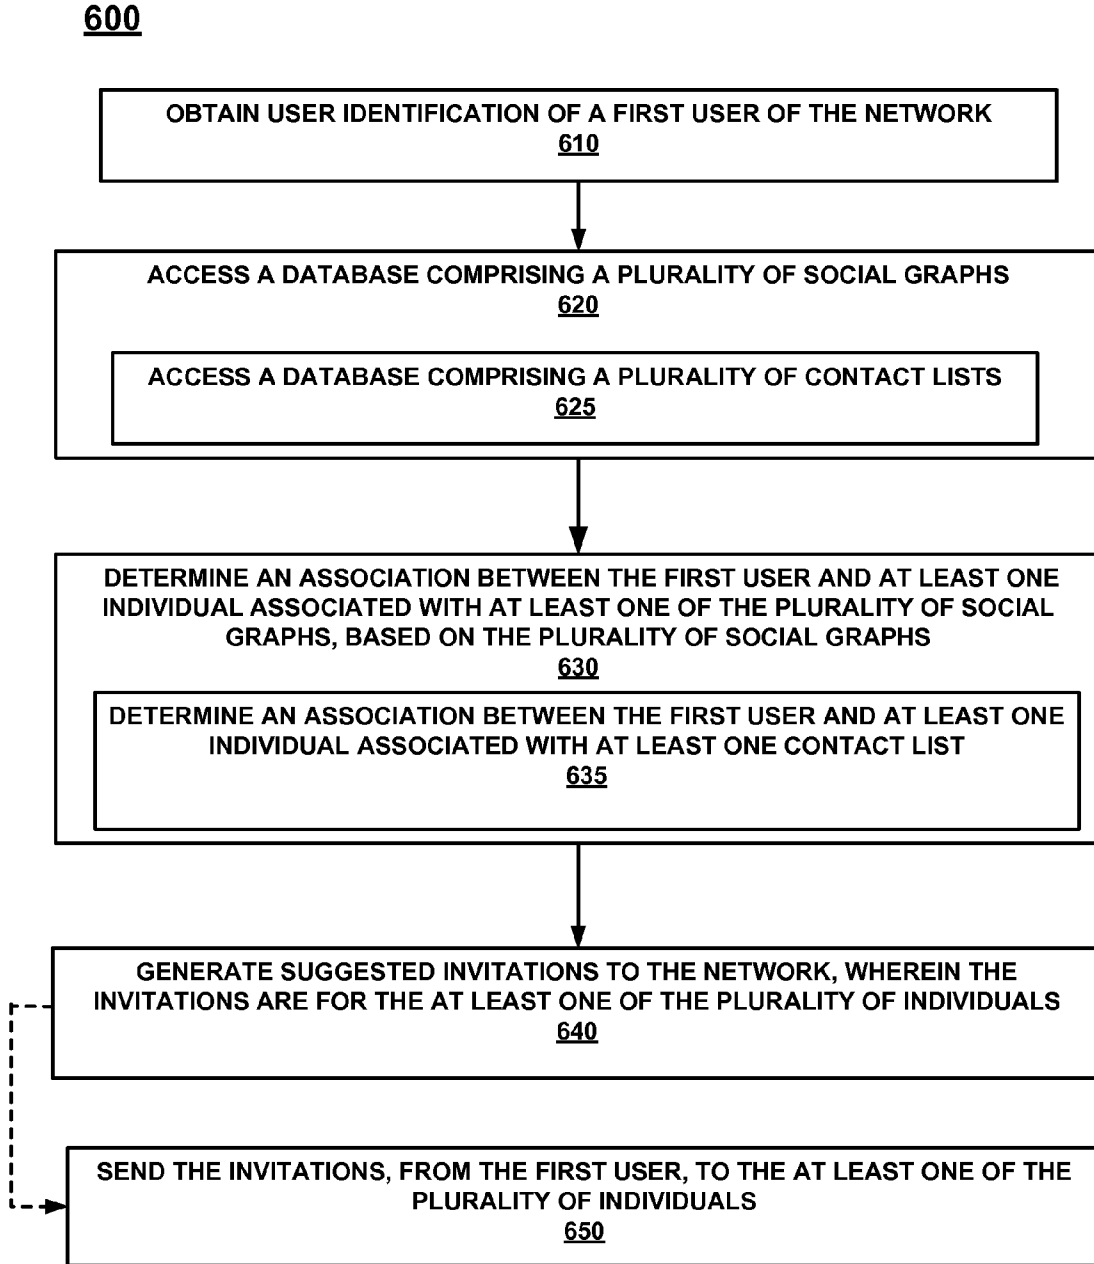 600
OBTAIN USER IDENTIFICATION OF A FIRST USER OF THE NETWORK
610
ACCESS A DATABASE COMPRISING A PLURALITY OF SOCIAL GRAPHS
620
ACCESS A DATABASE COMPRISING A PLURALITY OF CONTACT LISTS
625
DETERMINE AN ASSOCIATION BETWEEN THE FIRST USER AND AT LEAST ONE
INDIVIDUAL ASSOCIATED WITH AT LEAST ONE OF THE PLURALITY OF SOCIAL
GRAPHS, BASED ON THE PLURALITY OF SOCIAL GRAPHS
630
DETERMINE AN ASSOCIATION BETWEEN THE FIRST USER AND AT LEAST ONE
INDIVIDUAL ASSOCIATED WITH AT LEAST ONE CONTACT LIST
635
GENERATE SUGGESTED INVITATIONS TO THE NETWORK, WHEREIN THE
INVITATIONS ARE FOR THE AT LEAST ONE OF THE PLURALITY OF INDIVIDUALS
640
SEND THE INVITATIONS, FROM THE FIRST USER, TO THE AT LEAST ONE OF THE
PLURALITY OF INDIVIDUALS
650